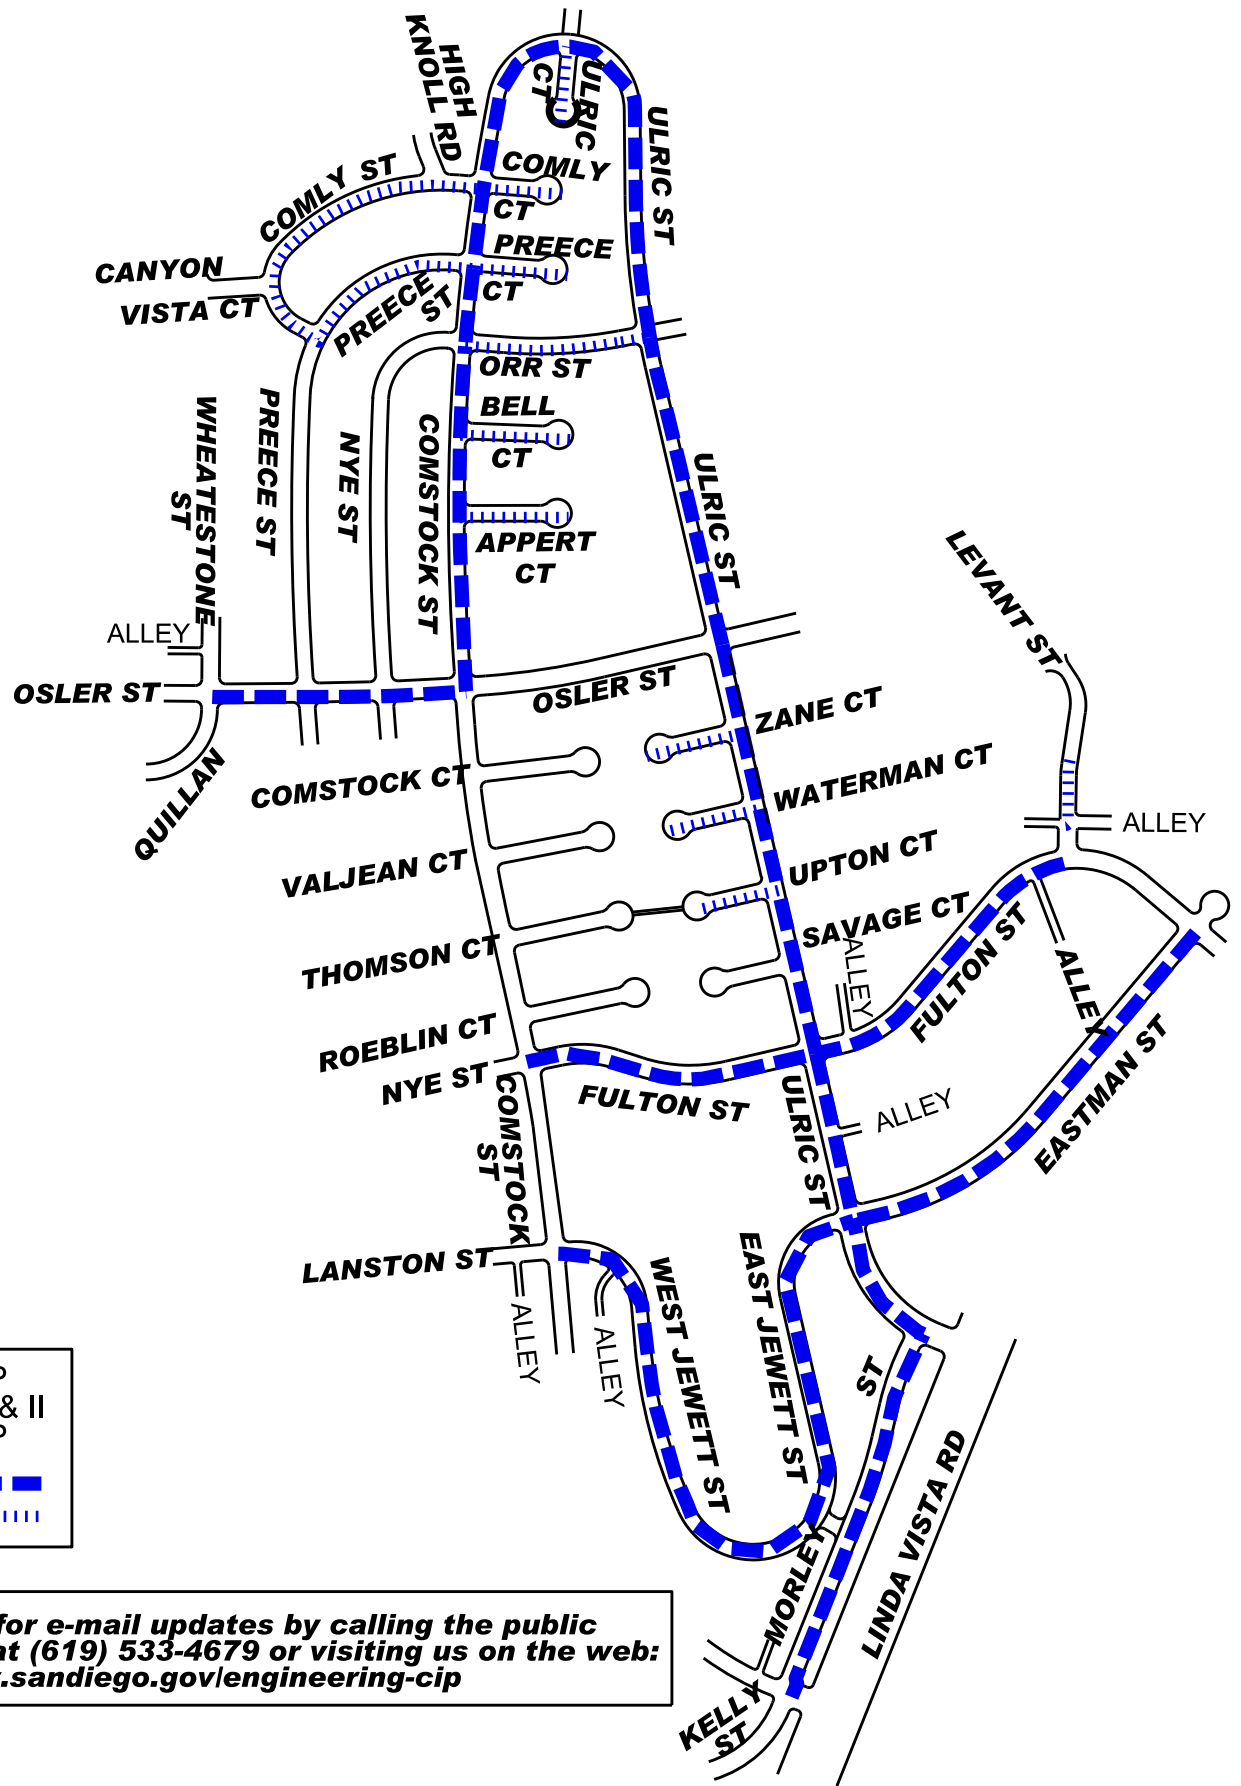 HIGH
KNOLL RD
ULRIC
CT
ULRIC ST
COMLY ST
COMLY
CT
CANYON
VISTA CT
PREECE
CT
PREECE
ST
ORR ST
BELL
CT
WHEATESTONE
ST
PREECE ST
NYE ST
COMSTOCK ST
APPERT
CT
ULRIC ST
LEVANT ST
ALLEY
OSLER ST
OSLER ST
ZANE CT
QUILLAN
COMSTOCK CT
WATERMAN CT
ALLEY
VALJEAN CT
UPTON CT
SAVAGE CT
THOMSON CT
ALLEY
FULTON ST
ALLEY
ROEBLIN CT
NYE ST
FULTON ST
EASTMAN ST
COMSTOCK
ST
ULRIC ST
ALLEY
LANSTON ST
ALLEY
ALLEY
WEST JEWETT ST
EAST JEWETT ST
MORLEY
ST
LINDA VISTA RD
KELLY
ST
& II
for e-mail updates by calling the public
at (619) 533-4679 or visiting us on the web:
.sandiego.gov/engineering-cip